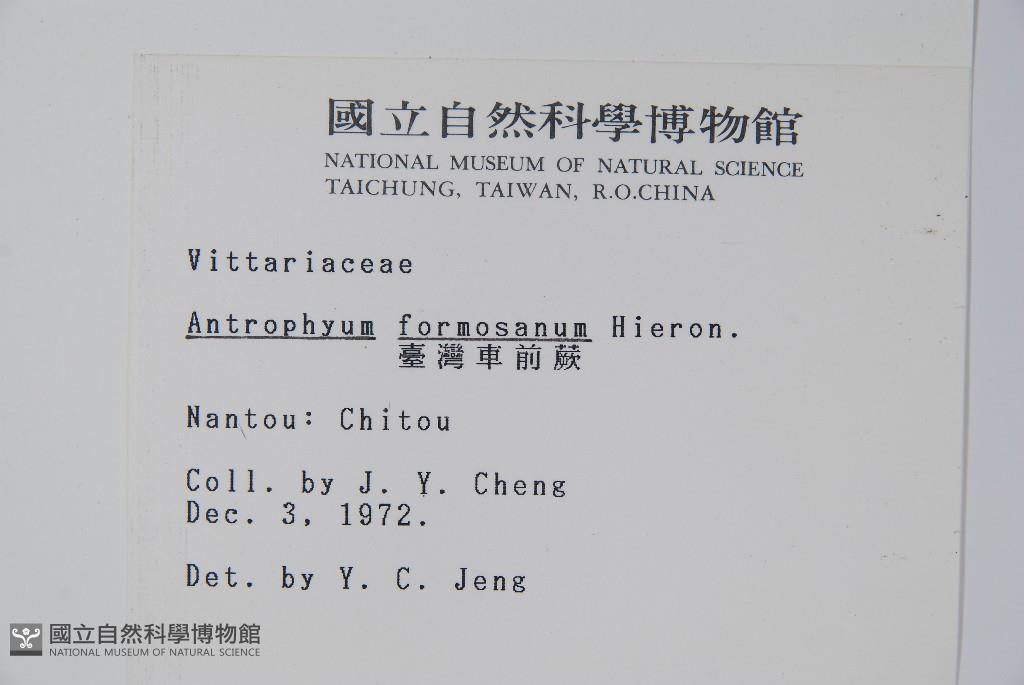 國立自然科學博物館
NATIONAL MUSEUM OF NATURAL SCIENCE
TAICHUNG, TAIWAN, R.O.CHINA
Vittariaceae
Antrophyum formosanum Hieron.
臺灣車前蕨
Nantou: Chitou
Coll. by J. Y. Cheng
Dec. 3, 1972.
Det. by Y. C. Jeng
國立自然科學博物館
NATIONAL MUSEUM OF NATURAL SCIENCE